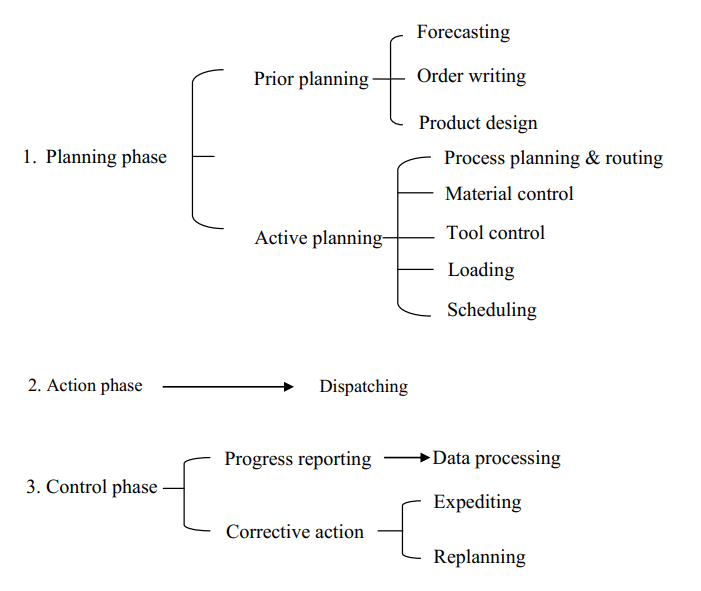 Forecasting
Prior planning
Order writing
Product design
1. Planning phase
Process planning & routing
Material control
Active planning
Tool control
Loading
Scheduling
2. Action phase
Dispatching
Progress reporting
Data processing
3. Control phase
Expediting
Corrective action
Replanning